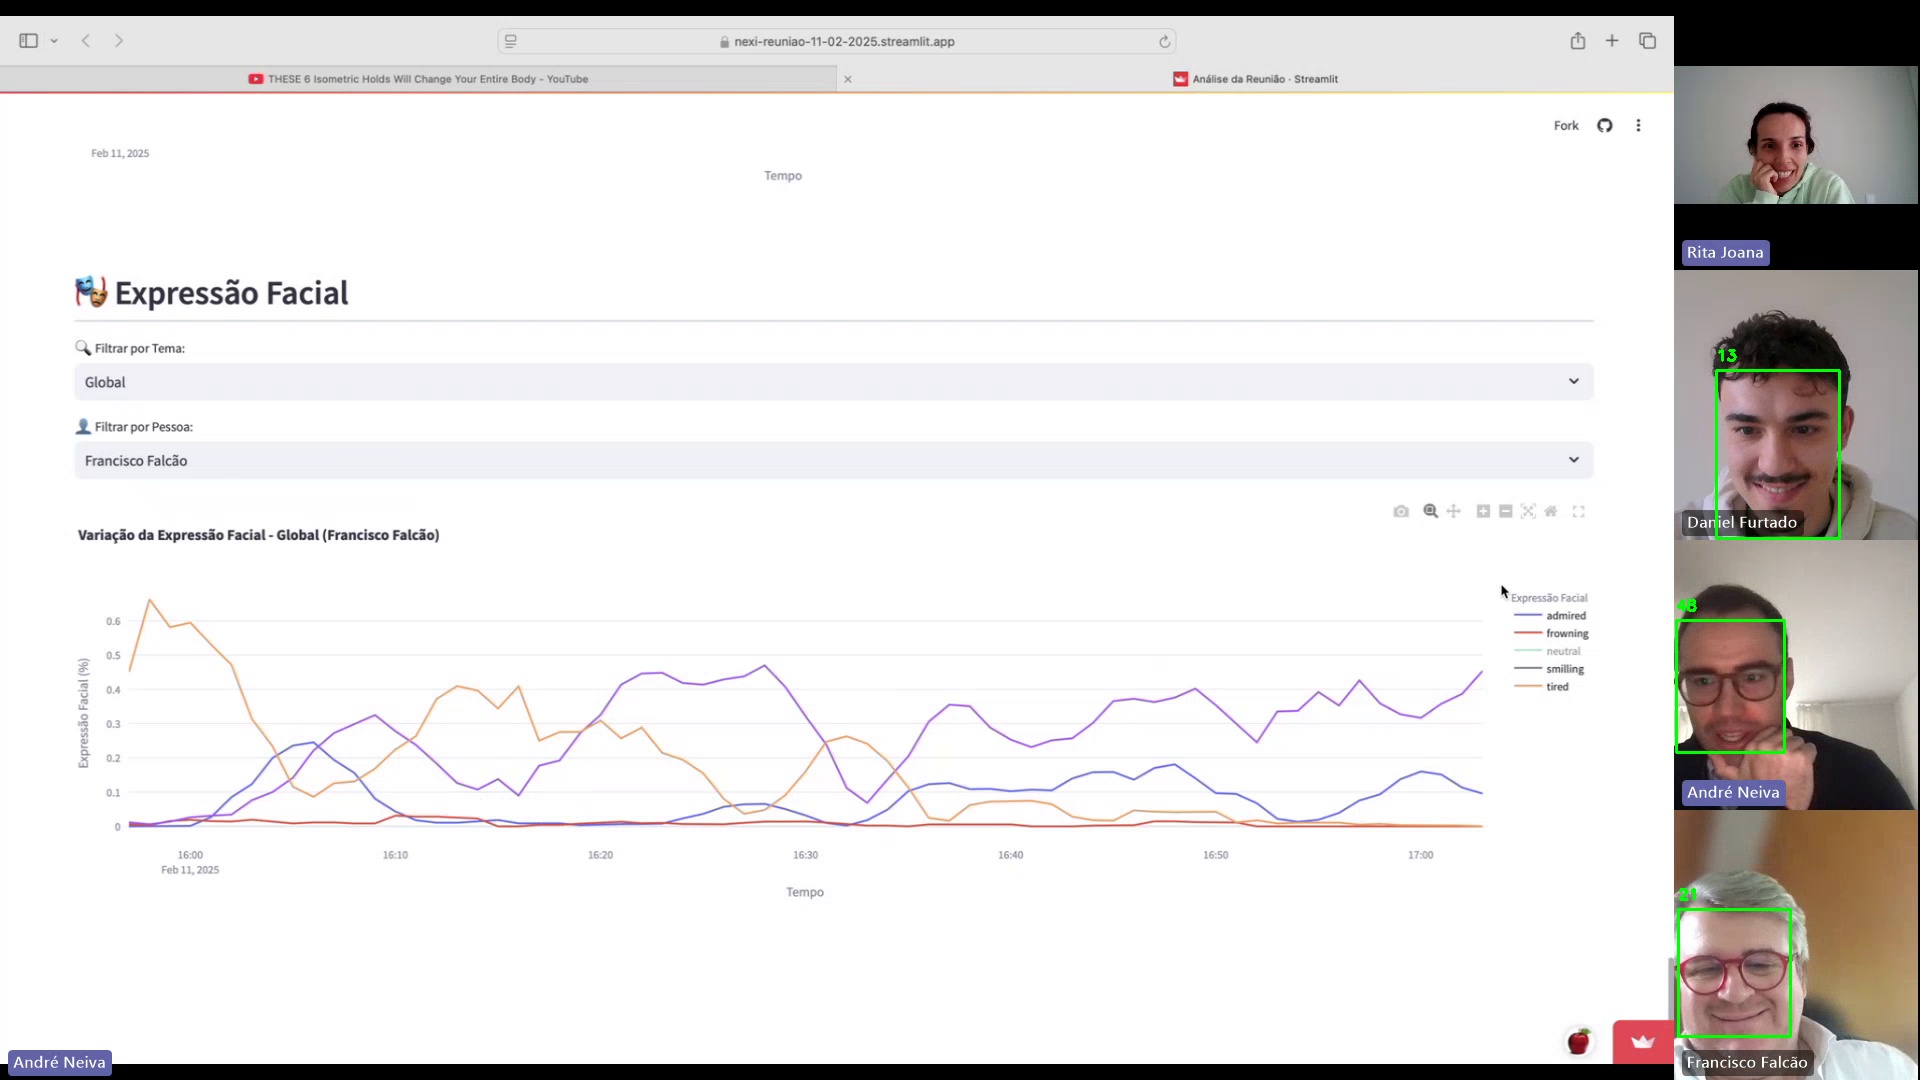 nexi-reuniao-11-02-2025.streamlit.app
THESE 6 Isometric Holds Will Change Your Entire Body - YouTube
Análise da Reunião · Streamlit
Fork
Feb 11, 2025
Tempo
Expressão Facial
Filtrar por Tema:
Global
Filtrar por Pessoa:
Francisco Falcão
Variação da Expressão Facial - Global (Francisco Falcão)
Expressão Facial (%)
0.6
0.5
0.4
0.3
0.2
0.1
0
16:00
Feb 11, 2025
16:10
16:20
16:30
16:40
16:50
17:00
Tempo
Expressão Facial
admired
frowning
neutral
smilling
tired
André Neiva
Rita Joana
13
Daniel Furtado
48
André Neiva
21
Francisco Falcão